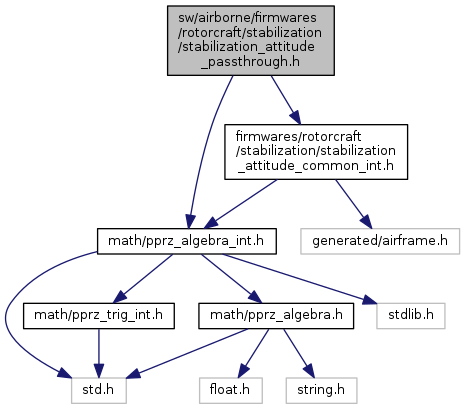 sw/airborne/firmwares
/rotorcraft/stabilization
/stabilization_attitude
_passthrough.h
firmwares/rotorcraft
/stabilization/stabilization
_attitude_common_int.h
math/pprz_algebra_int.h
generated/airframe.h
math/pprz_trig_int.h
math/pprz_algebra.h
stdlib.h
std.h
float.h
string.h